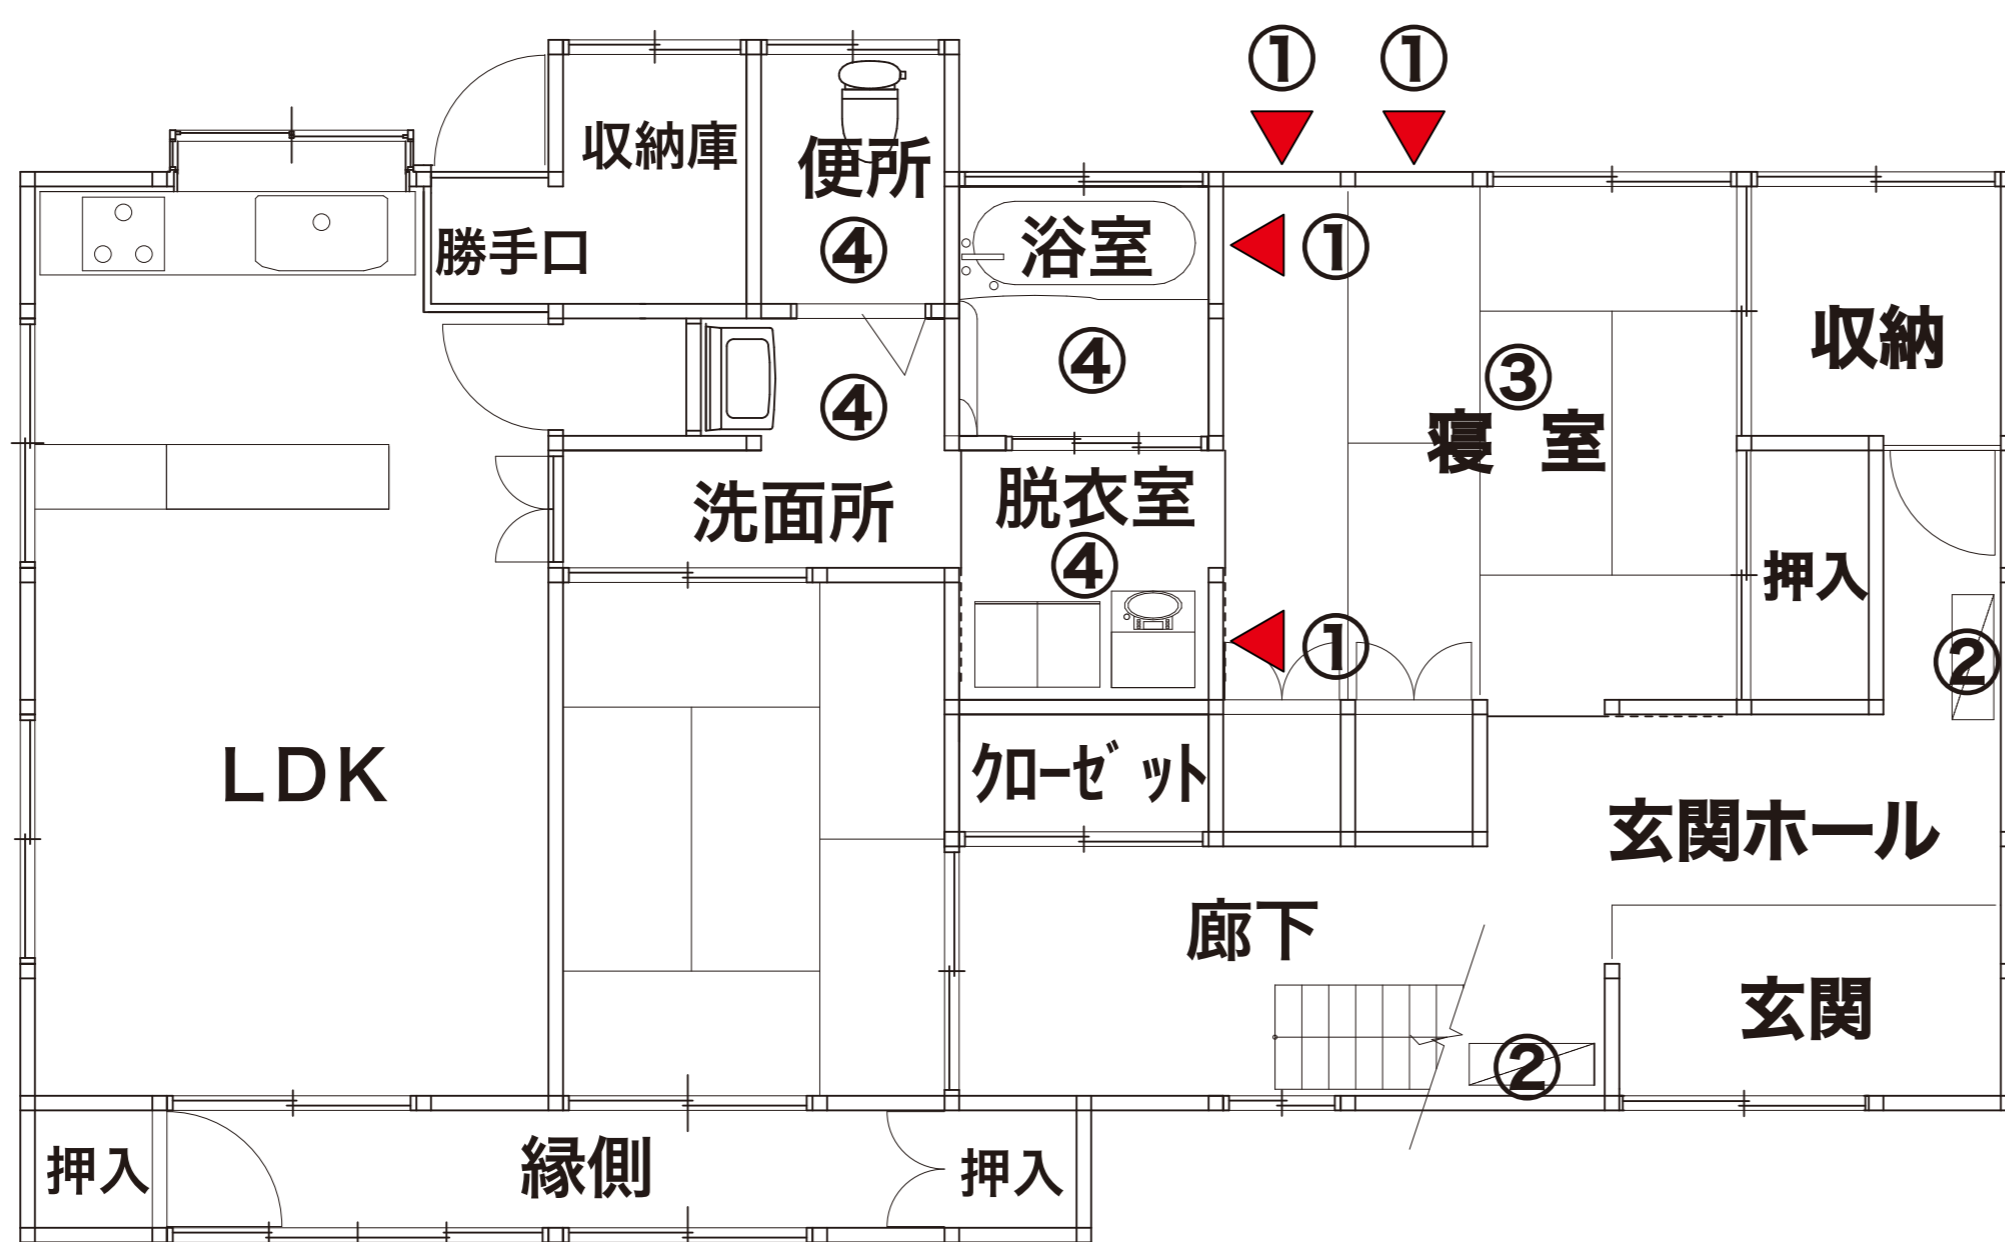 ① ①
収納庫
便所
④
勝手口
浴室
①
④
収納
③
寝 室
④
洗面所
脱衣室
④
押入
①
②
LDK
クローゼット
玄関ホール
廊下
玄関
②
押入
縁側
押入